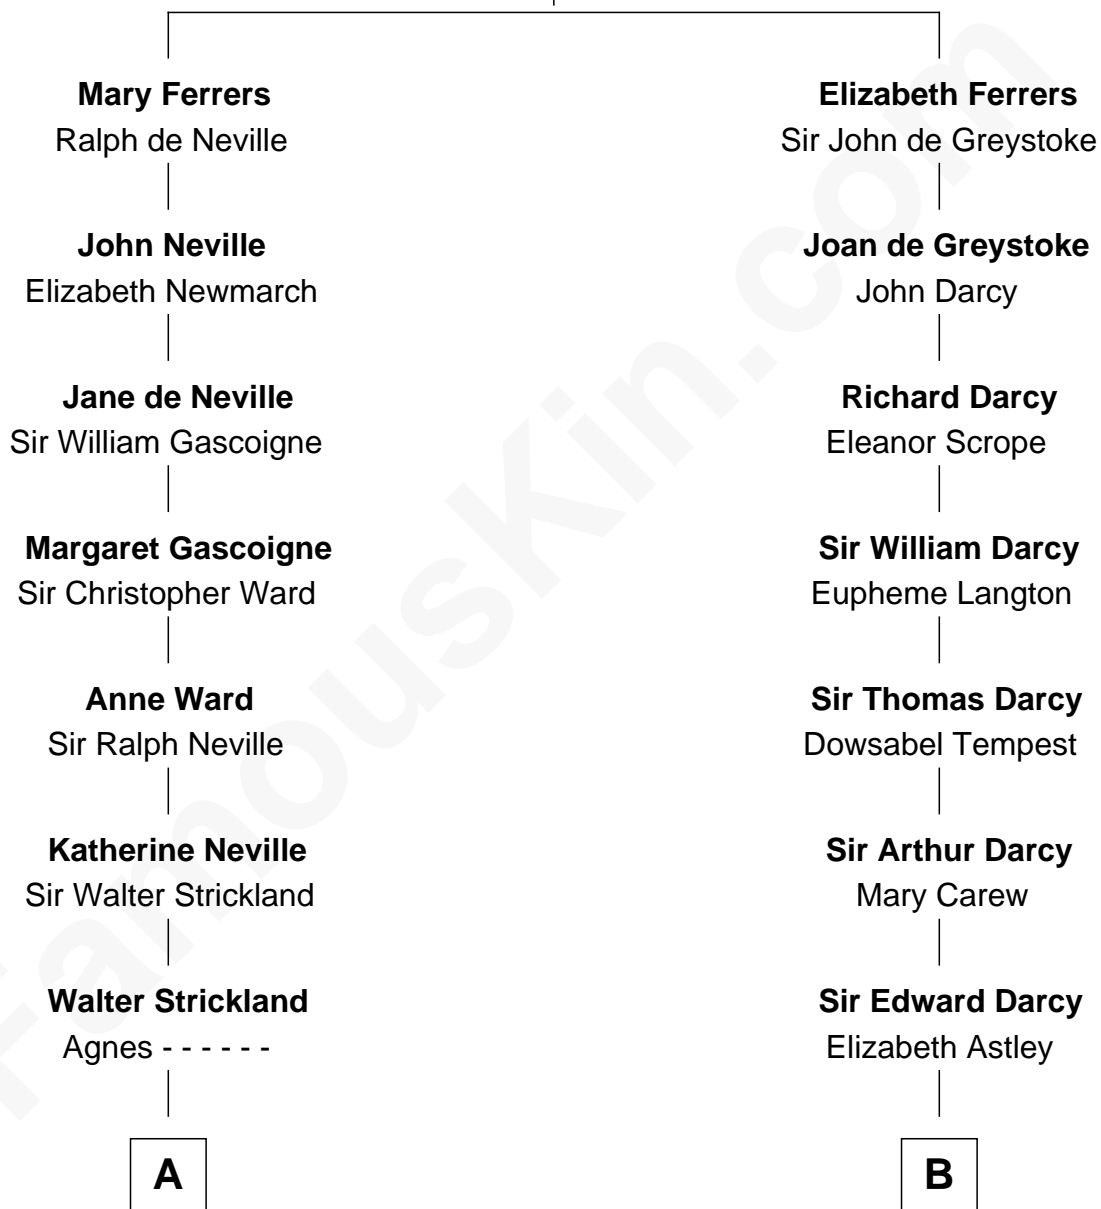 Mary Ferrers
Ralph de Neville
John Neville
Elizabeth Newmarch
Jane de Neville
Sir William Gascoigne
Margaret Gascoigne
Sir Christopher Ward
Anne Ward
Sir Ralph Neville
Katherine Neville
Sir Walter Strickland
Walter Strickland
Agnes - - - - - -
A
Elizabeth Ferrers
Sir John de Greystoke
Joan de Greystoke
John Darcy
Richard Darcy
Eleanor Scrope
Sir William Darcy
Eupheme Langton
Sir Thomas Darcy
Dowsabel Tempest
Sir Arthur Darcy
Mary Carew
Sir Edward Darcy
Elizabeth Astley
B
FamousKin.com